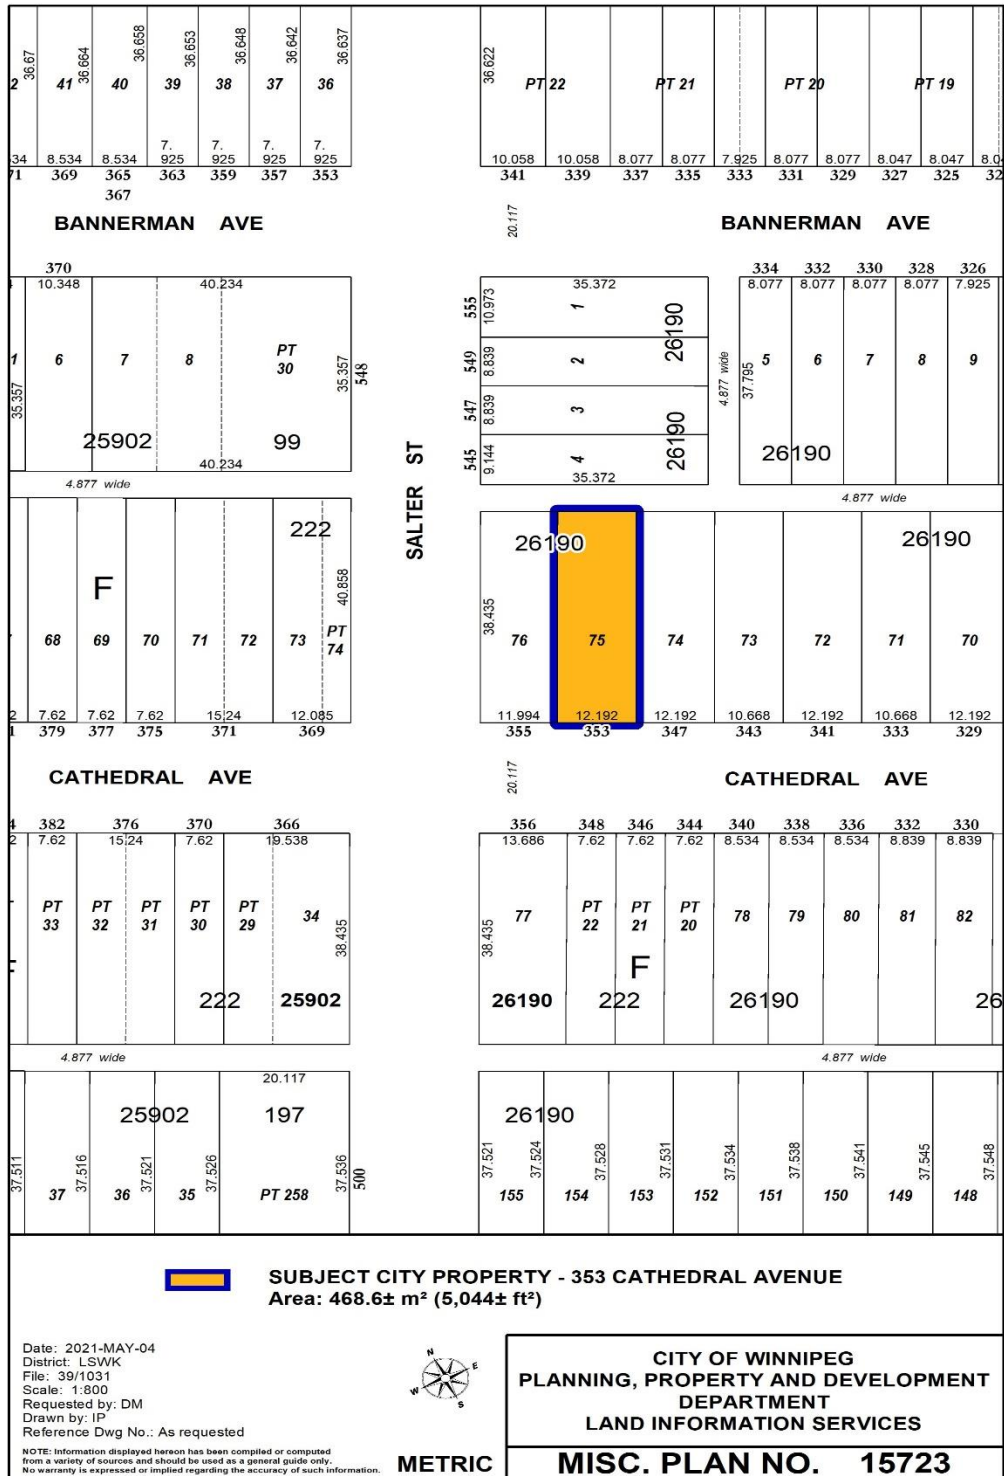 36.67 36.664 36.658 36.653 36.648 36.642 36.637 36.622
2 41 40 39 38 37 36 PT 22 PT 21 PT 20 PT 19
7. 7. 7. 7.
8.534 8.534 925 925 925 925 10.058 10.058 8.077 8.077 7.925 8.077 8.077 8.047 8.047
369 365 363 359 357 353 341 339 337 335 333 331 329 327 325
367
20.117
BANNERMAN AVE BANNERMAN AVE
370 334 332 330 328 326
10.348 40.234 35.372 8.077 8.077 8.077 8.077 7.925
555 10.973 1 26190
549 8.839 2
547 8.839 3 26190
545 9.144 4
35.372
1 6 7 8 PT
30
35.357 35.357 548
4.877 wide 37.795 5 6 7 8 9
25902 99 26190
40.234
4.877 wide 4.877 wide
SALTER ST
222 26190 26190
F
40.858 38.435
68 69 70 71 72 73 PT
74
76 75 74 73 72 71 70
7.62 7.62 7.62 15.24 12.085 11.994 12.192 12.192 10.668 12.192 10.668 12.192
379 377 375 371 369 355 353 347 343 341 333 329
20.117
CATHEDRAL AVE CATHEDRAL AVE
382 376 370 366 356 348 346 344 340 338 336 332 330
7.62 15.24 7.62 19.538 13.686 7.62 7.62 7.62 8.534 8.534 8.534 8.839 8.839
PT PT PT PT 34 77 PT PT PT 78 79 80 81 82
33 32 31 30 29 22 21 20
38.435 38.435
F
222 25902 26190 222 26190 26
4.877 wide 4.877 wide
20.117
25902 197 26190
37.511 37.516 37.521 37.526 37.536 500 37.521 37.524 37.528 37.531 37.534 37.538 37.541 37.545 37.548
37 36 35 PT 258 155 154 153 152 151 150 149 148
SUBJECT CITY PROPERTY - 353 CATHEDRAL AVENUE
Area: 468.6± m² (5,044± ft²)
Date: 2021-MAY-04
District: LSWK
File: 39/1031
Scale: 1:800
Requested by: DM
Drawn by: IP
Reference Dwg No.: As requested
NOTE: Information displayed hereon has been compiled or computed
from a variety of sources and should be used as a general guide only.
No warranty is expressed or implied regarding the accuracy of such information.
N
E
W
S
METRIC
CITY OF WINNIPEG
PLANNING, PROPERTY AND DEVELOPMENT
DEPARTMENT
LAND INFORMATION SERVICES
MISC. PLAN NO. 15723